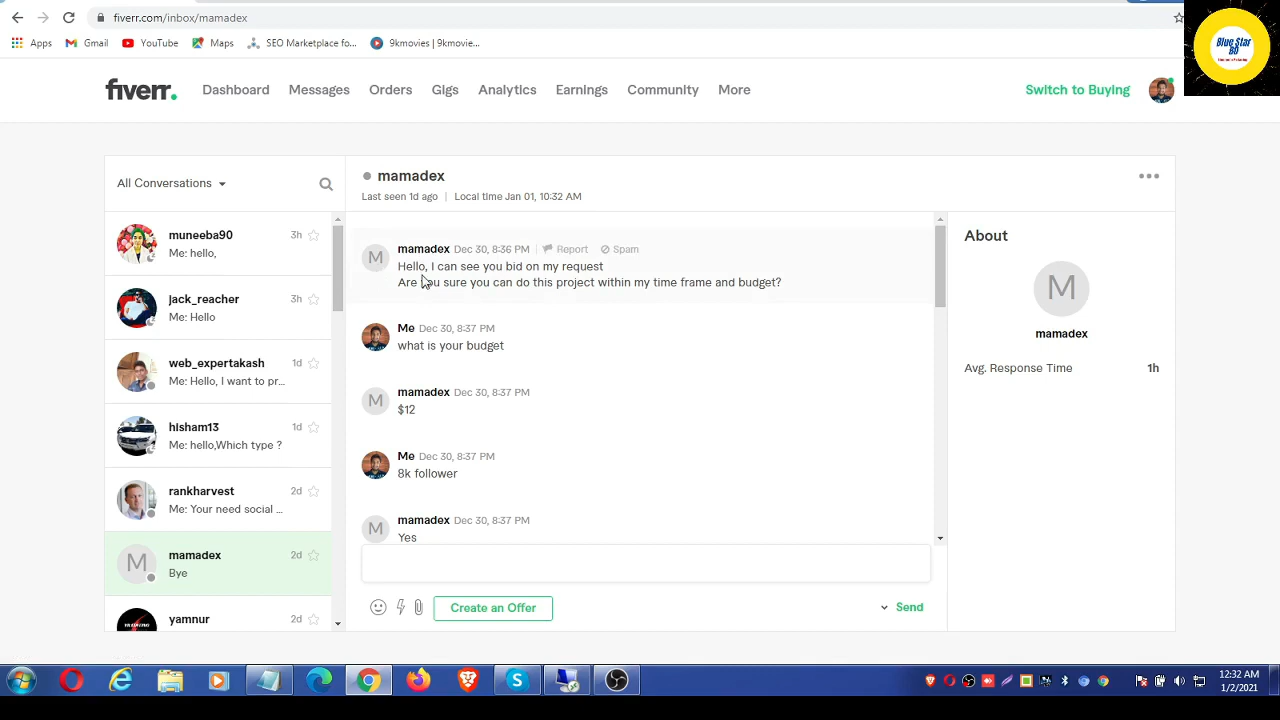 fiverr.com/inbox/mamadex
Apps Gmail YouTube Maps SEO Marketplace fo... 9kmovies | 9kmovie...
Blue Star
BD
fiverr. Dashboard Messages Orders Gigs Analytics Earnings Community More Switch to Buying
All Conversations
mamadex
Last seen 1d ago | Local time Jan 01, 10:32 AM
muneeba90 3h
Me: hello,
jack_reacher 3h
Me: Hello
web_expertakash 1d
Me: Hello, I want to pr...
hisham13 1d
Me: hello,Which type ?
rankharvest 2d
Me: Your need social ...
mamadex 2d
Bye
yamnur 2d
M mamadex Dec 30, 8:36 PM | Report Spam
Hello, I can see you bid on my request
Are you sure you can do this project within my time frame and budget?
Me Dec 30, 8:37 PM
what is your budget
M mamadex Dec 30, 8:37 PM
$12
Me Dec 30, 8:37 PM
8k follower
M mamadex Dec 30, 8:37 PM
Yes
Create an Offer Send
About
M
mamadex
Avg. Response Time 1h
12:32 AM
1/2/2021